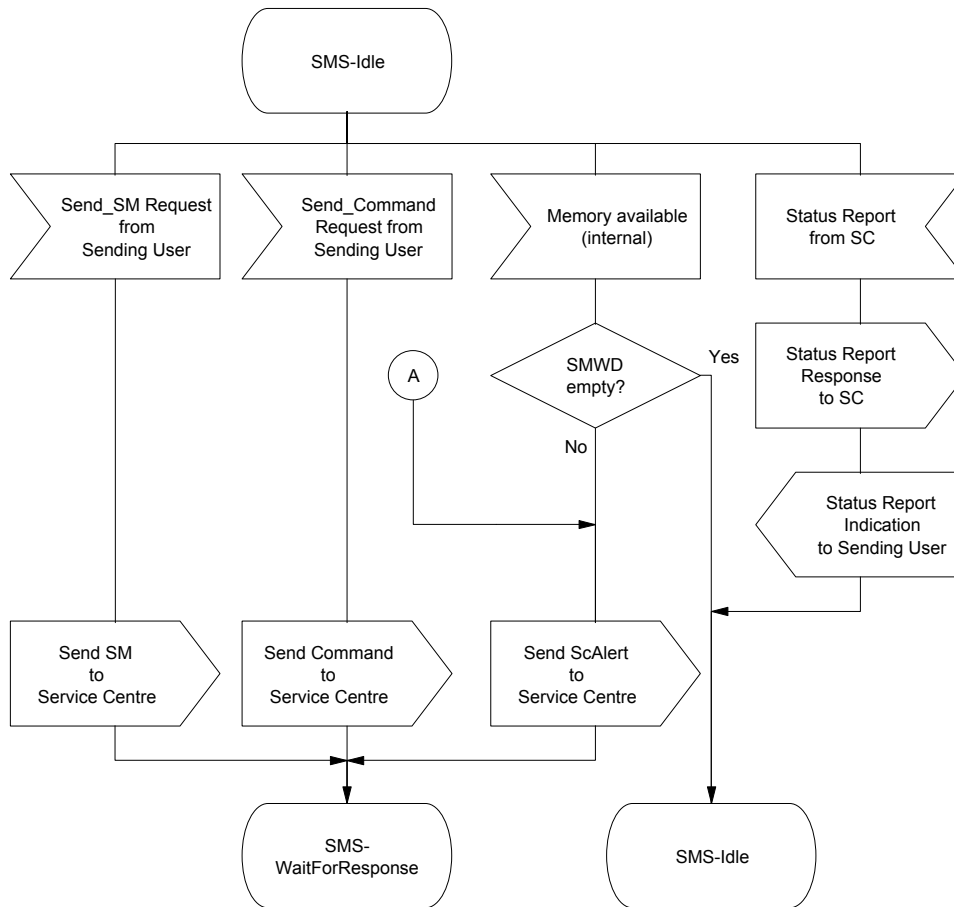 SMS-Idle
Send_SM Request
from
Sending User
Send_Command
Request from
Sending User
Memory available
(internal)
Status Report
from SC
A
SMWD
empty?
Yes
No
Status Report
Response
to SC
Status Report
Indication
to Sending User
Send SM
to
Service Centre
Send Command
to
Service Centre
Send ScAlert
to
Service Centre
SMS-
WaitForResponse
SMS-Idle